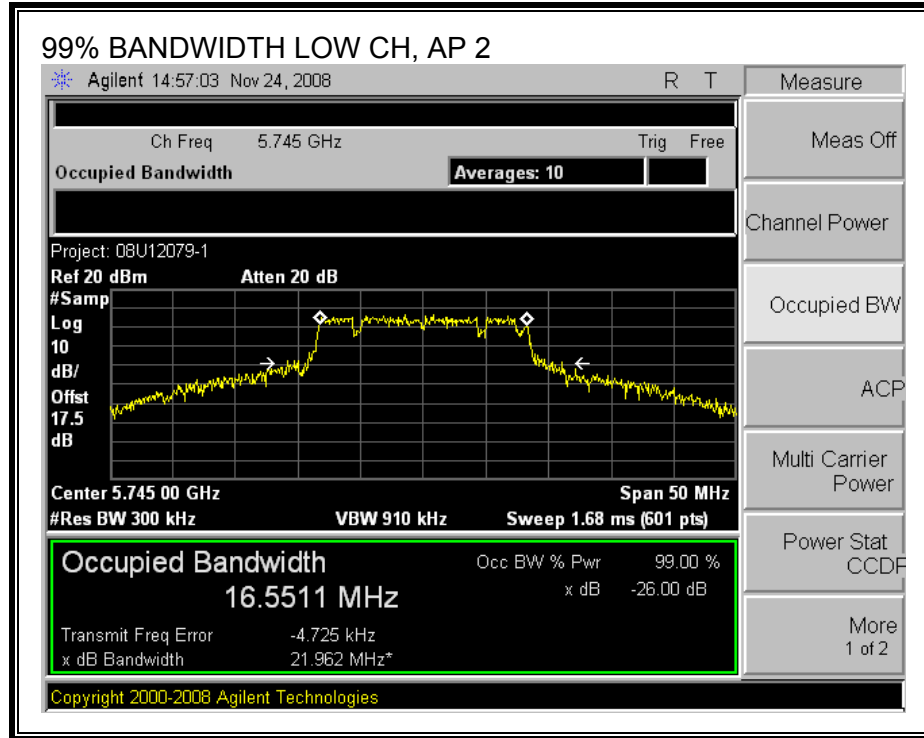 99% BANDWIDTH LOW CH, AP 2
Agilent 14:57:03 Nov 24, 2008 R T
Ch Freq 5.745 GHz Trig Free
Occupied Bandwidth Averages: 10
Project: 08U12079-1
Ref 20 dBm Atten 20 dB
#Samp
Log
10
dB/
Offst
17.5
dB
Center 5.745 00 GHz Span 50 MHz
#Res BW 300 kHz VBW 910 kHz Sweep 1.68 ms (601 pts)
Occupied Bandwidth Occ BW % Pwr 99.00 %
16.5511 MHz x dB -26.00 dB
Transmit Freq Error -4.725 kHz
x dB Bandwidth 21.962 MHz*
Copyright 2000-2008 Agilent Technologies
Measure
Meas Off
Channel Power
Occupied BW
ACP
Multi Carrier
Power
Power Stat
CCDF
More
1 of 2